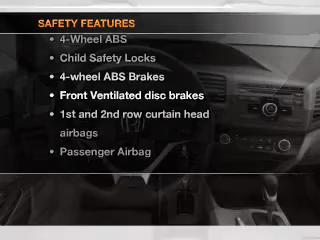 SAFETY FEATURES
• 4-Wheel ABS
• Child Safety Locks
• 4-wheel ABS Brakes
• Front Ventilated disc brakes
• 1st and 2nd row curtain head
airbags
• Passenger Airbag